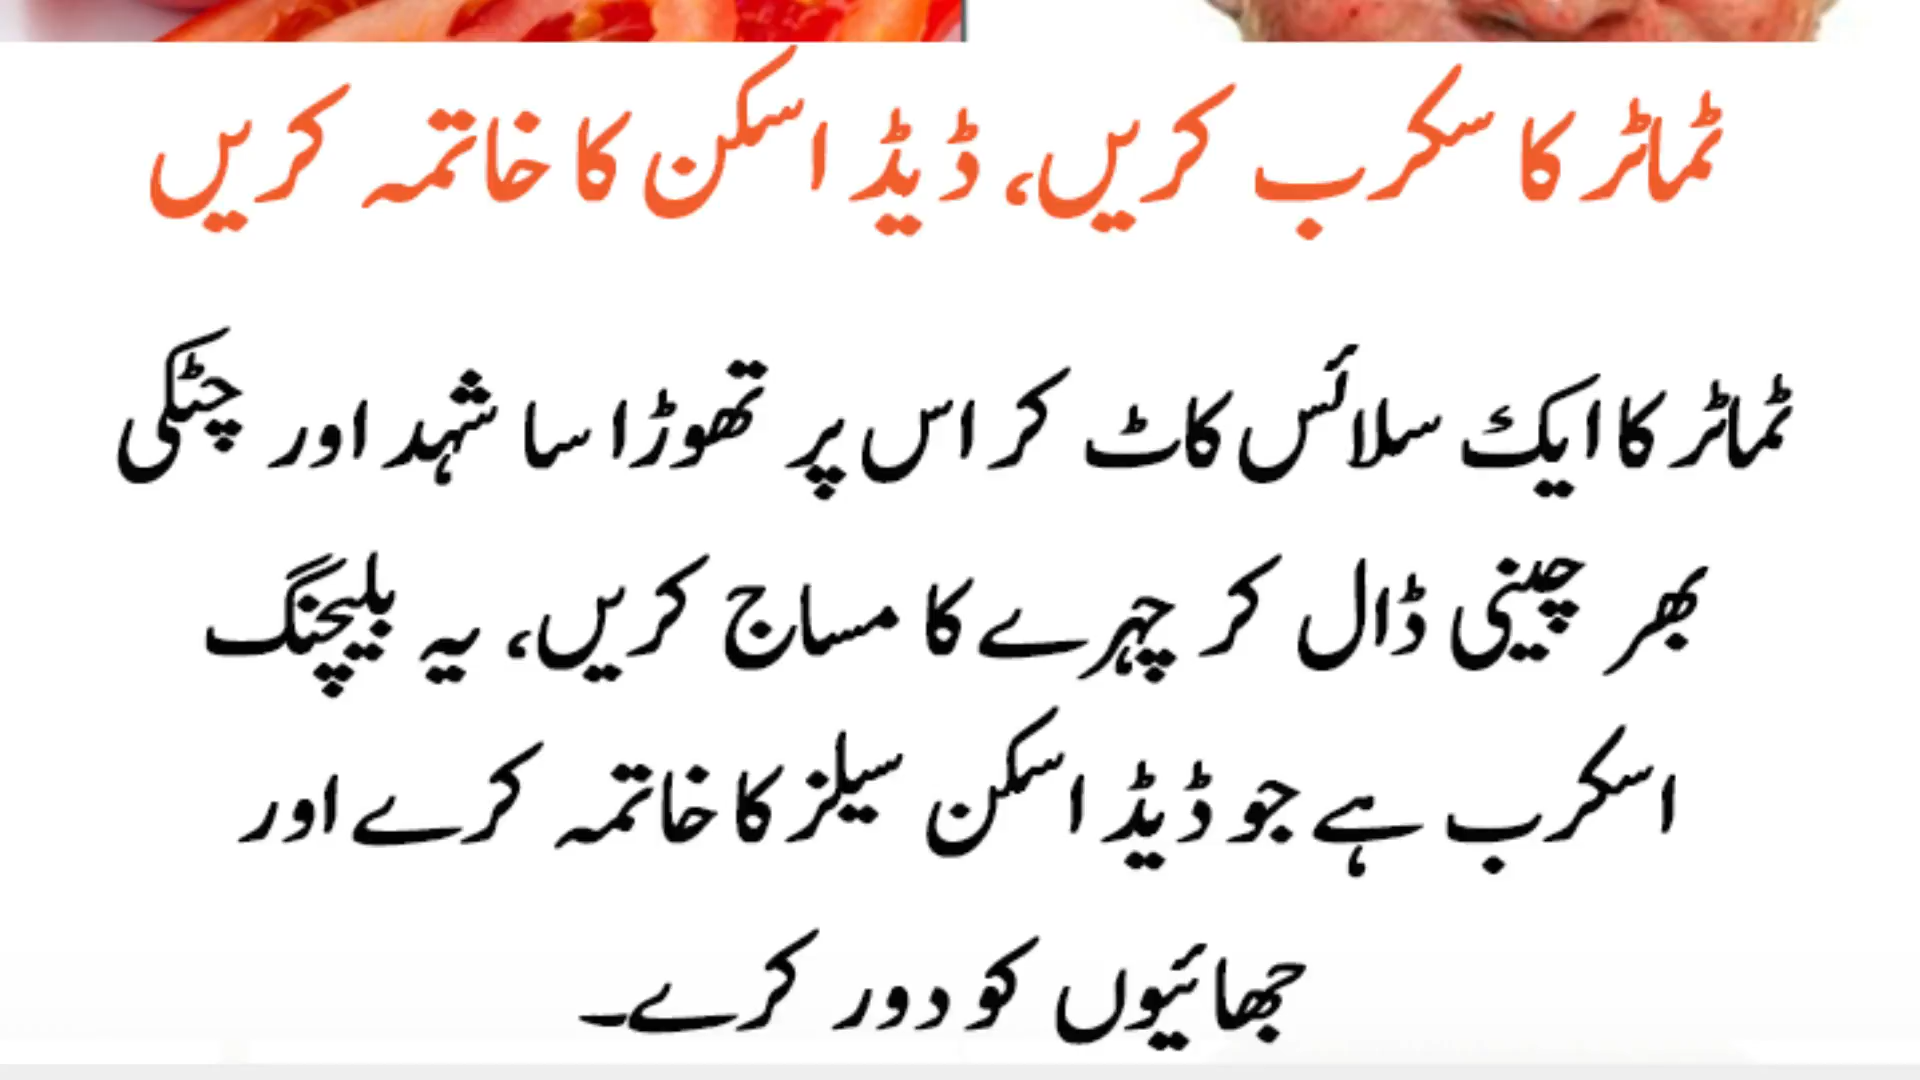 ٹماٹر کا سکرب کریں، ڈیڈ اسکن کا خاتمہ کریں
ٹماٹر کا ایک سلائس کاٹ کر اس پر تھوڑا سا شہد اور چٹکی
بھر چینی ڈال کر چہرے کا مساج کریں، یہ بلیچنگ
اسکرب ہے جو ڈیڈ اسکن سیلز کا خاتمہ کرے اور
جھائیوں کو دور کرے۔